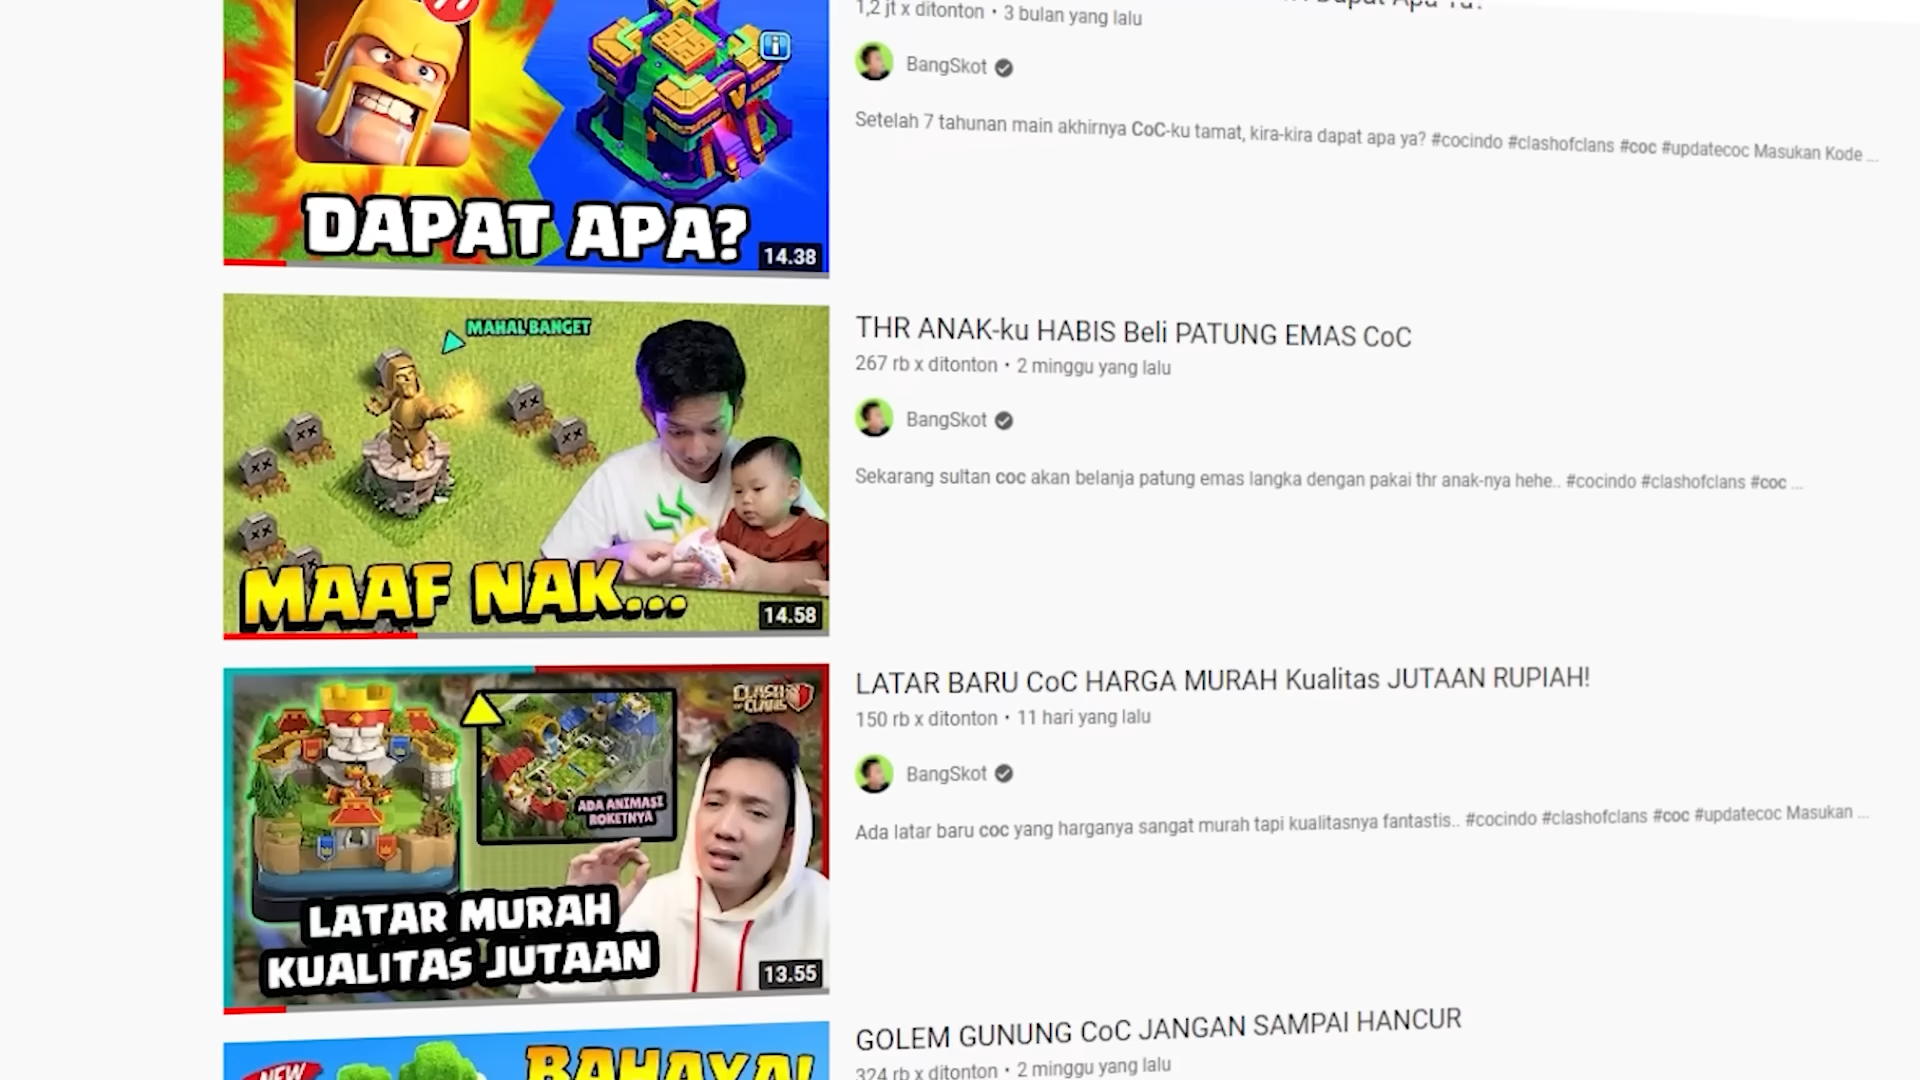 1,2 jt x ditonton • 3 bulan yang lalu
BangSkot
Setelah 7 tahunan main akhirnya CoC-ku tamat, kira-kira dapat apa ya? #cocindo #clashofclans #coc #updatecoc Masukan Kode ...
DAPAT APA?
14.38
MAHAL BANGET
MAAF NAK...
14.58
THR ANAK-ku HABIS Beli PATUNG EMAS CoC
267 rb x ditonton • 2 minggu yang lalu
BangSkot
Sekarang sultan coc akan belanja patung emas langka dengan pakai thr anak-nya hehe.. #cocindo #clashofclans #coc ...
CLASH OF CLANS
ADA ANIMASI
ROKETNYA
LATAR MURAH
KUALITAS JUTAAN
13.55
LATAR BARU CoC HARGA MURAH Kualitas JUTAAN RUPIAH!
150 rb x ditonton • 11 hari yang lalu
BangSkot
Ada latar baru coc yang harganya sangat murah tapi kualitasnya fantastis.. #cocindo #clashofclans #coc #updatecoc Masukan ...
NEW
BAHAYA!
GOLEM GUNUNG CoC JANGAN SAMPAI HANCUR
324 rb x ditonton • 2 minggu yang lalu